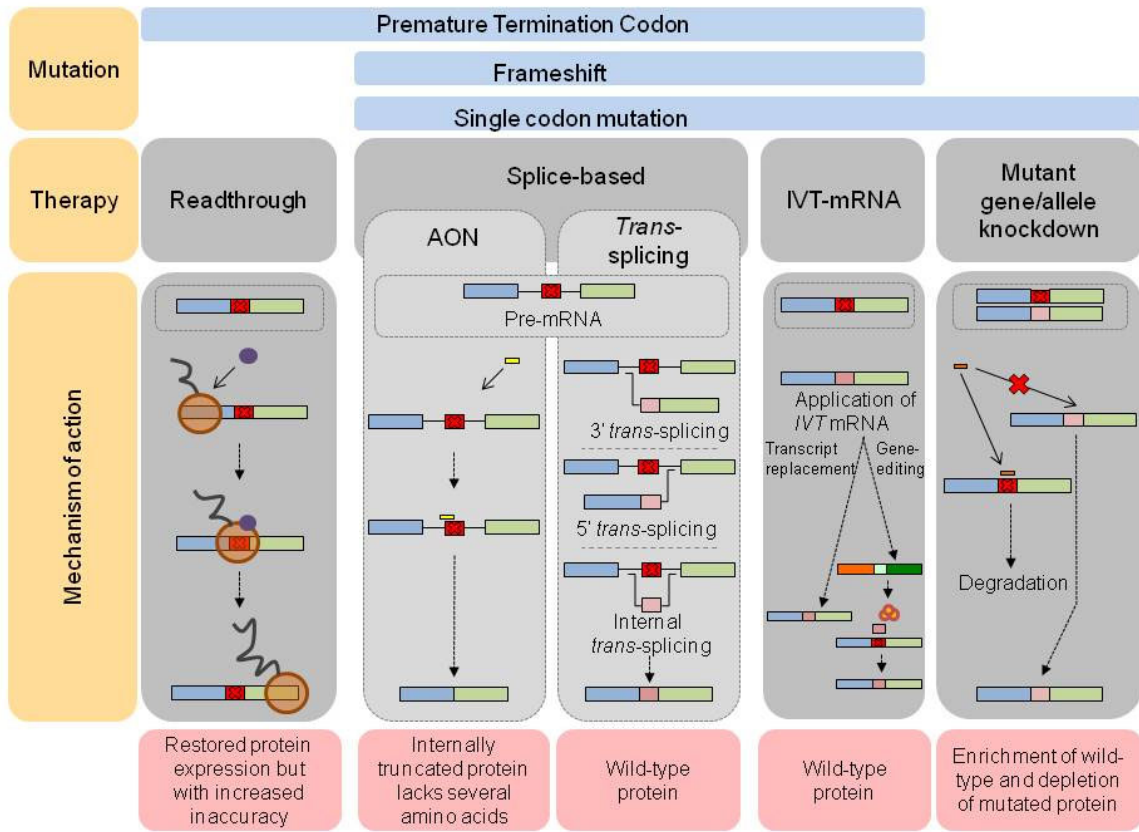 Mutation
Premature Termination Codon
Frameshift
Single codon mutation
Therapy
Readthrough
Splice-based
AON
Trans-
splicing
IVT-mRNA
Mutant
gene/allele
knockdown
Mechanism of action
Pre-mRNA
3' trans-splicing
5' trans-splicing
Internal
trans-splicing
Application of
IVT mRNA
Transcript
replacement
Gene-
editing
Degradation
Restored protein
expression but
with increased
inaccuracy
Internally
truncated protein
lacks several
amino acids
Wild-type
protein
Wild-type
protein
Enrichment of wild-
type and depletion
of mutated protein